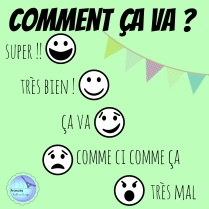 COMMENT ÇA VA ?
SUPER !!
TRÈS BIEN !
ÇA VA
COMME CI COMME ÇA
TRÈS MAL